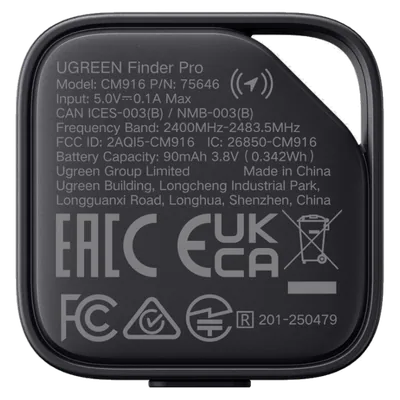 UGREEN Finder Pro
Model: CM916 P/N: 75646
Input: 5.0V⎓0.1A Max
CAN ICES-003(B) / NMB-003(B)
Frequency Band: 2400MHz-2483.5MHz
FCC ID: 2AQI5-CM916 IC: 26850-CM916
Battery Capacity: 90mAh 3.8V (0.342Wh)
Ugreen Group Limited Made in China
Ugreen Building, Longcheng Industrial Park,
Longguanxi Road, Longhua, Shenzhen, China
EAC CE UK CA
FC R 201-250479